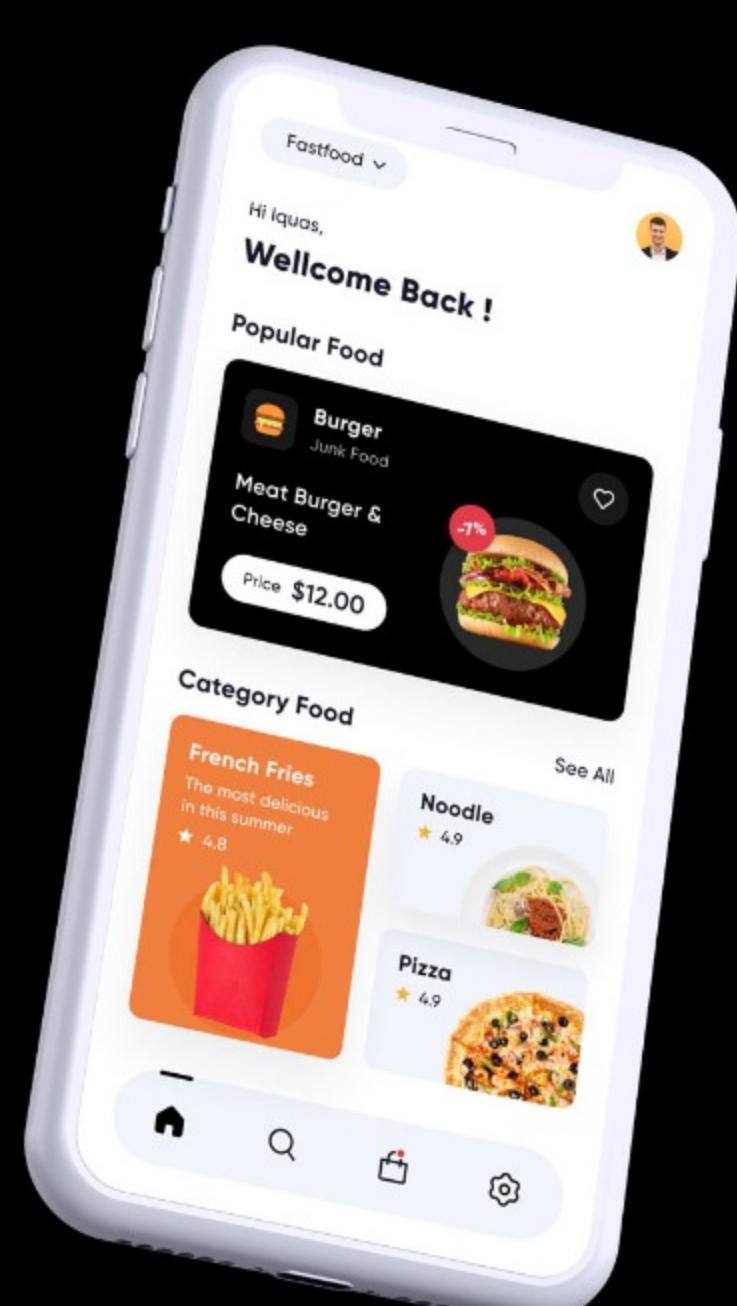 Fastfood
Hi Iquas,
Wellcome Back !
Popular Food
Burger
Junk Food
Meat Burger &
Cheese
-7%
Price $12.00
Category Food
See All
French Fries
The most delicious
in this summer
4.8
Noodle
4.9
Pizza
4.9